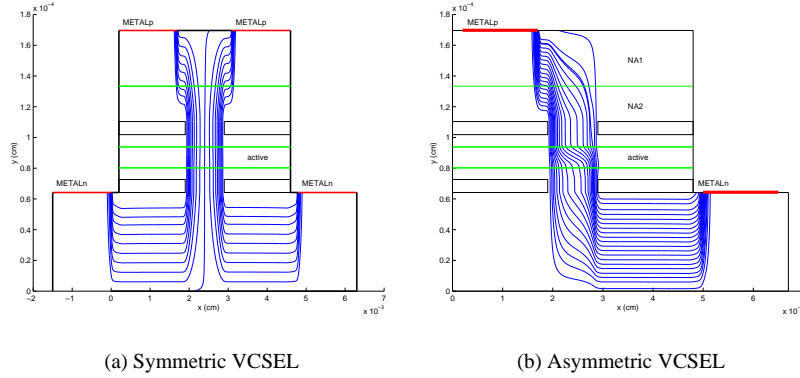 1.8 x 10⁻⁴
METALp METALp
1.6
1.4
1.2
1
y (cm)
0.8
active
METALn METALn
0.6
0.4
0.2
0
−2 −1 0 1 2 3 4 5 6 7
x (cm)
x 10⁻³
(a) Symmetric VCSEL
1.8 x 10⁻⁴
METALp
1.6
NA1
1.4
NA2
1.2
1
y (cm)
0.8
active
METALn
0.6
0.4
0.2
0
0 1 2 3 4 5 6
x (cm)
(b) Asymmetric VCSEL